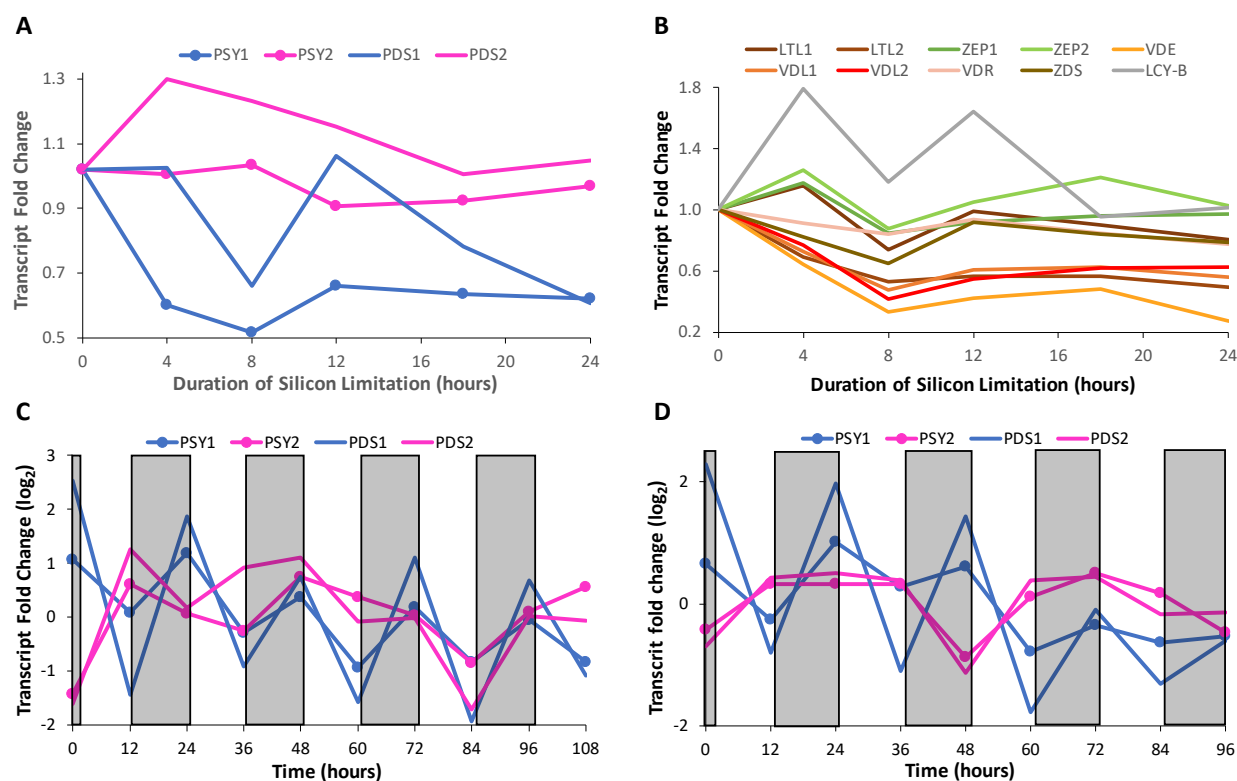 A
PSY1 PSY2 PDS1 PDS2
Transcript Fold Change
1.3
1.1
0.9
0.7
0.5
0 4 8 12 16 20 24
Duration of Silicon Limitation (hours)
B
LTL1 LTL2 ZEP1 ZEP2 VDE
VDL1 VDL2 VDR ZDS LCY-B
Transcript Fold Change
1.8
1.4
1.0
0.6
0.2
0 4 8 12 16 20 24
Duration of Silicon Limitation (hours)
C
PSY1 PSY2 PDS1 PDS2
Transcript Fold Change (log₂)
3
2
1
0
-1
-2
0 12 24 36 48 60 72 84 96 108
Time (hours)
D
PSY1 PSY2 PDS1 PDS2
Transcrit fold change (log₂)
2
0
-2
0 12 24 36 48 60 72 84 96
Time (hours)